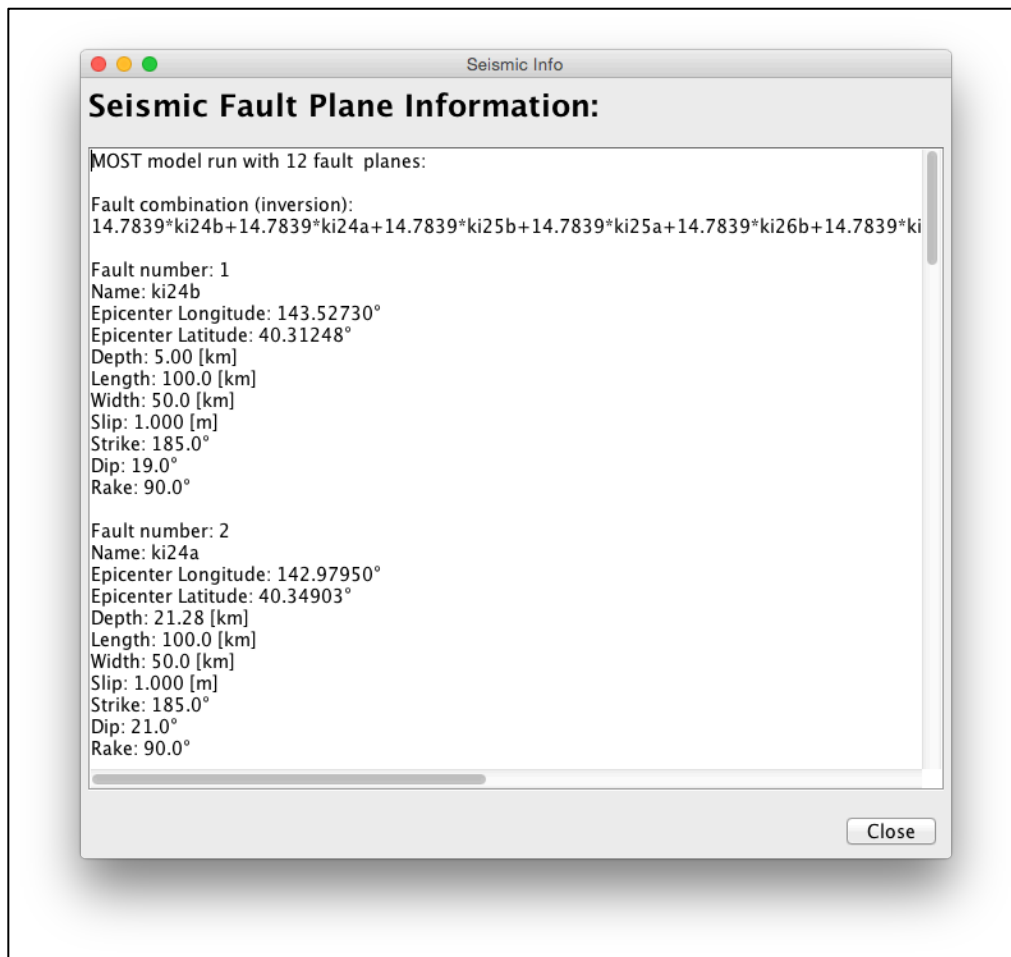 Seismic Info
Seismic Fault Plane Information:
MOST model run with 12 fault  planes:
Fault combination (inversion):
14.7839*ki24b+14.7839*ki24a+14.7839*ki25b+14.7839*ki25a+14.7839*ki26b+14.7839*ki
Fault number: 1
Name: ki24b
Epicenter Longitude: 143.52730°
Epicenter Latitude: 40.31248°
Depth: 5.00 [km]
Length: 100.0 [km]
Width: 50.0 [km]
Slip: 1.000 [m]
Strike: 185.0°
Dip: 19.0°
Rake: 90.0°
Fault number: 2
Name: ki24a
Epicenter Longitude: 142.97950°
Epicenter Latitude: 40.34903°
Depth: 21.28 [km]
Length: 100.0 [km]
Width: 50.0 [km]
Slip: 1.000 [m]
Strike: 185.0°
Dip: 21.0°
Rake: 90.0°
Close